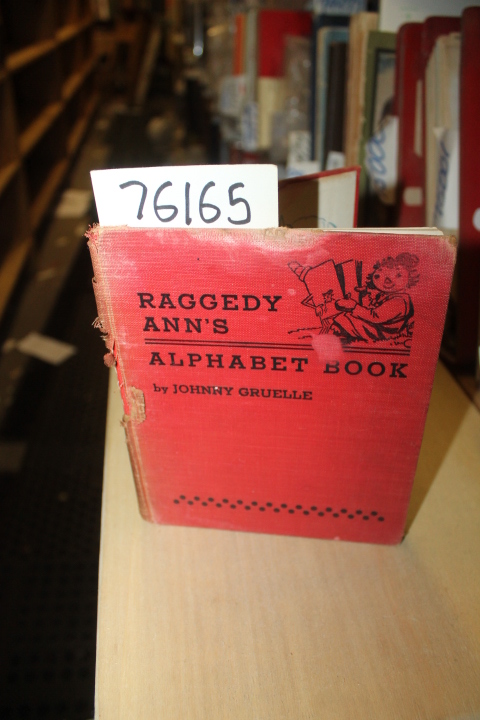 76165
RAGGEDY
ANN'S
ALPHABET BOOK
by JOHNNY GRUELLE